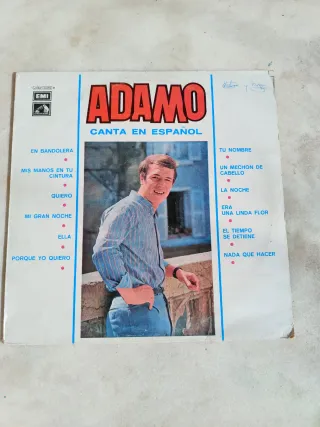 EMI
ADAMO
CANTA EN ESPAÑOL
EN BANDOLERA
MIS MANOS EN TU
CINTURA
QUIERO
MI GRAN NOCHE
ELLA
PORQUE YO QUIERO
TU NOMBRE
UN MECHON DE
CABELLO
LA NOCHE
ERA
UNA LINDA FLOR
EL TIEMPO
SE DETIENE
NADA QUE HACER